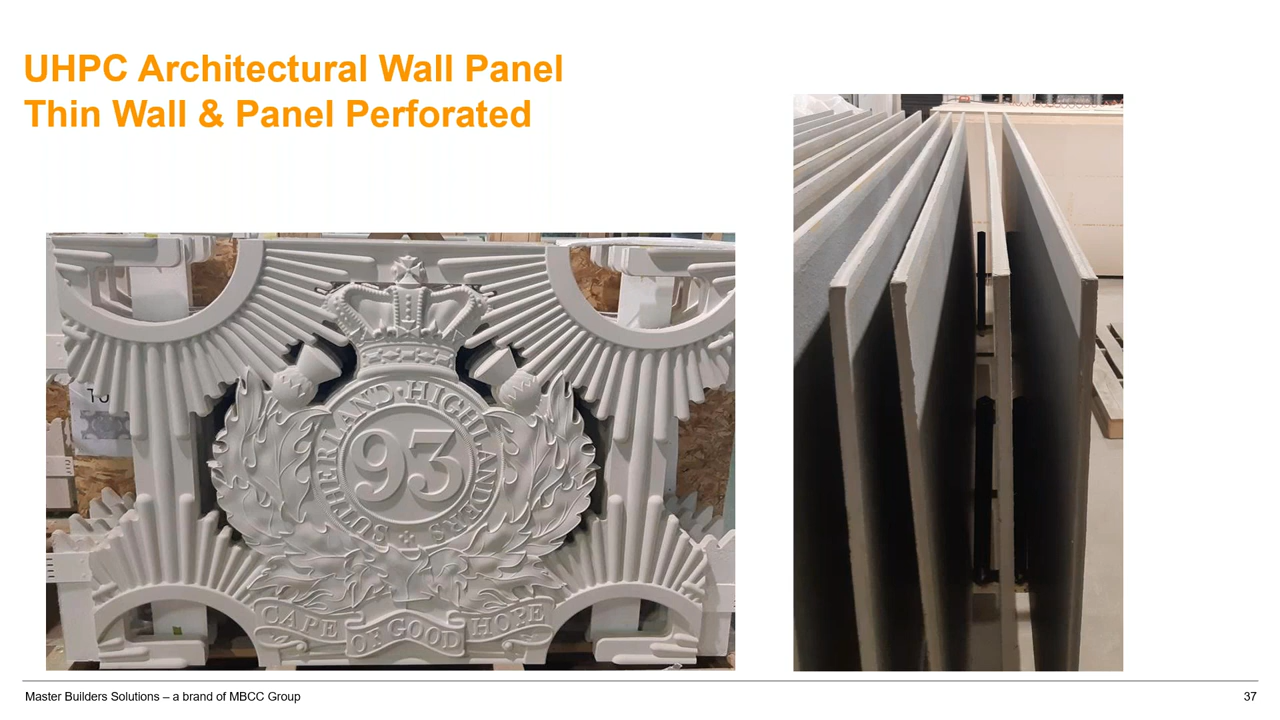 UHPC Architectural Wall Panel
Thin Wall & Panel Perforated
SUTHERLAND·HIGHLANDERS
93
CAPE OF GOOD HOPE
Master Builders Solutions – a brand of MBCC Group
37